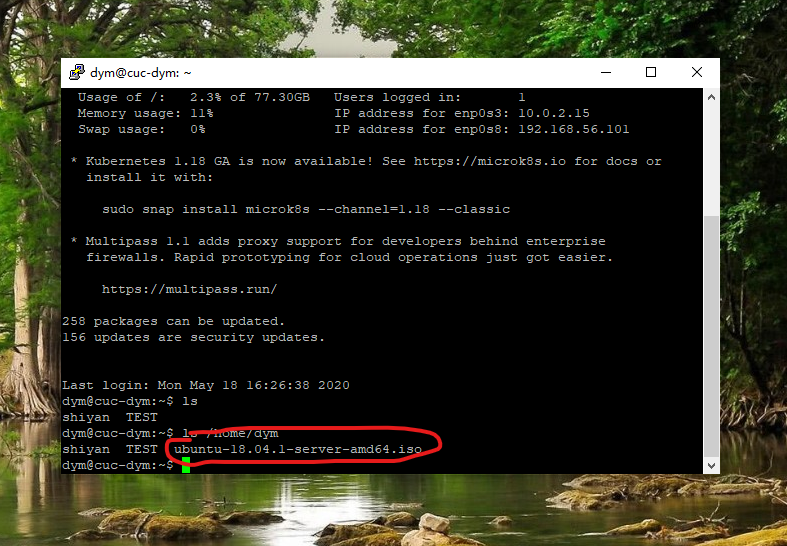 dym@cuc-dym: ~
Usage of /:   2.3% of 77.30GB   Users logged in:       1
Memory usage: 11%               IP address for enp0s3: 10.0.2.15
Swap usage:   0%                IP address for enp0s8: 192.168.56.101
* Kubernetes 1.18 GA is now available! See https://microk8s.io for docs or
install it with:
sudo snap install microk8s --channel=1.18 --classic
* Multipass 1.1 adds proxy support for developers behind enterprise
firewalls. Rapid prototyping for cloud operations just got easier.
https://multipass.run/
258 packages can be updated.
156 updates are security updates.
Last login: Mon May 18 16:26:38 2020
dym@cuc-dym:~$ ls
shiyan  TEST
dym@cuc-dym:~$ ls /home/dym
shiyan  TEST  ubuntu-18.04.1-server-amd64.iso
dym@cuc-dym:~$